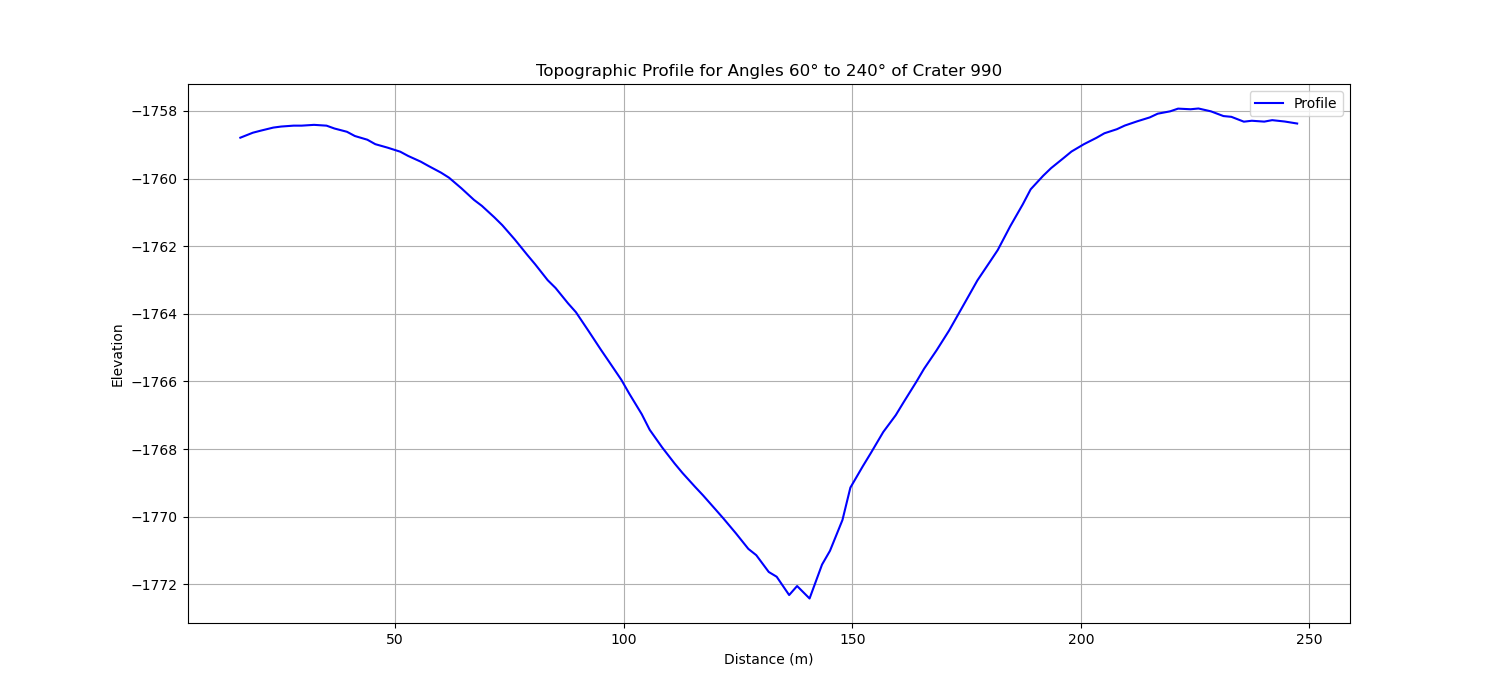 Topographic Profile for Angles 60° to 240° of Crater 990
Profile
Elevation
−1758
−1760
−1762
−1764
−1766
−1768
−1770
−1772
50 100 150 200 250
Distance (m)